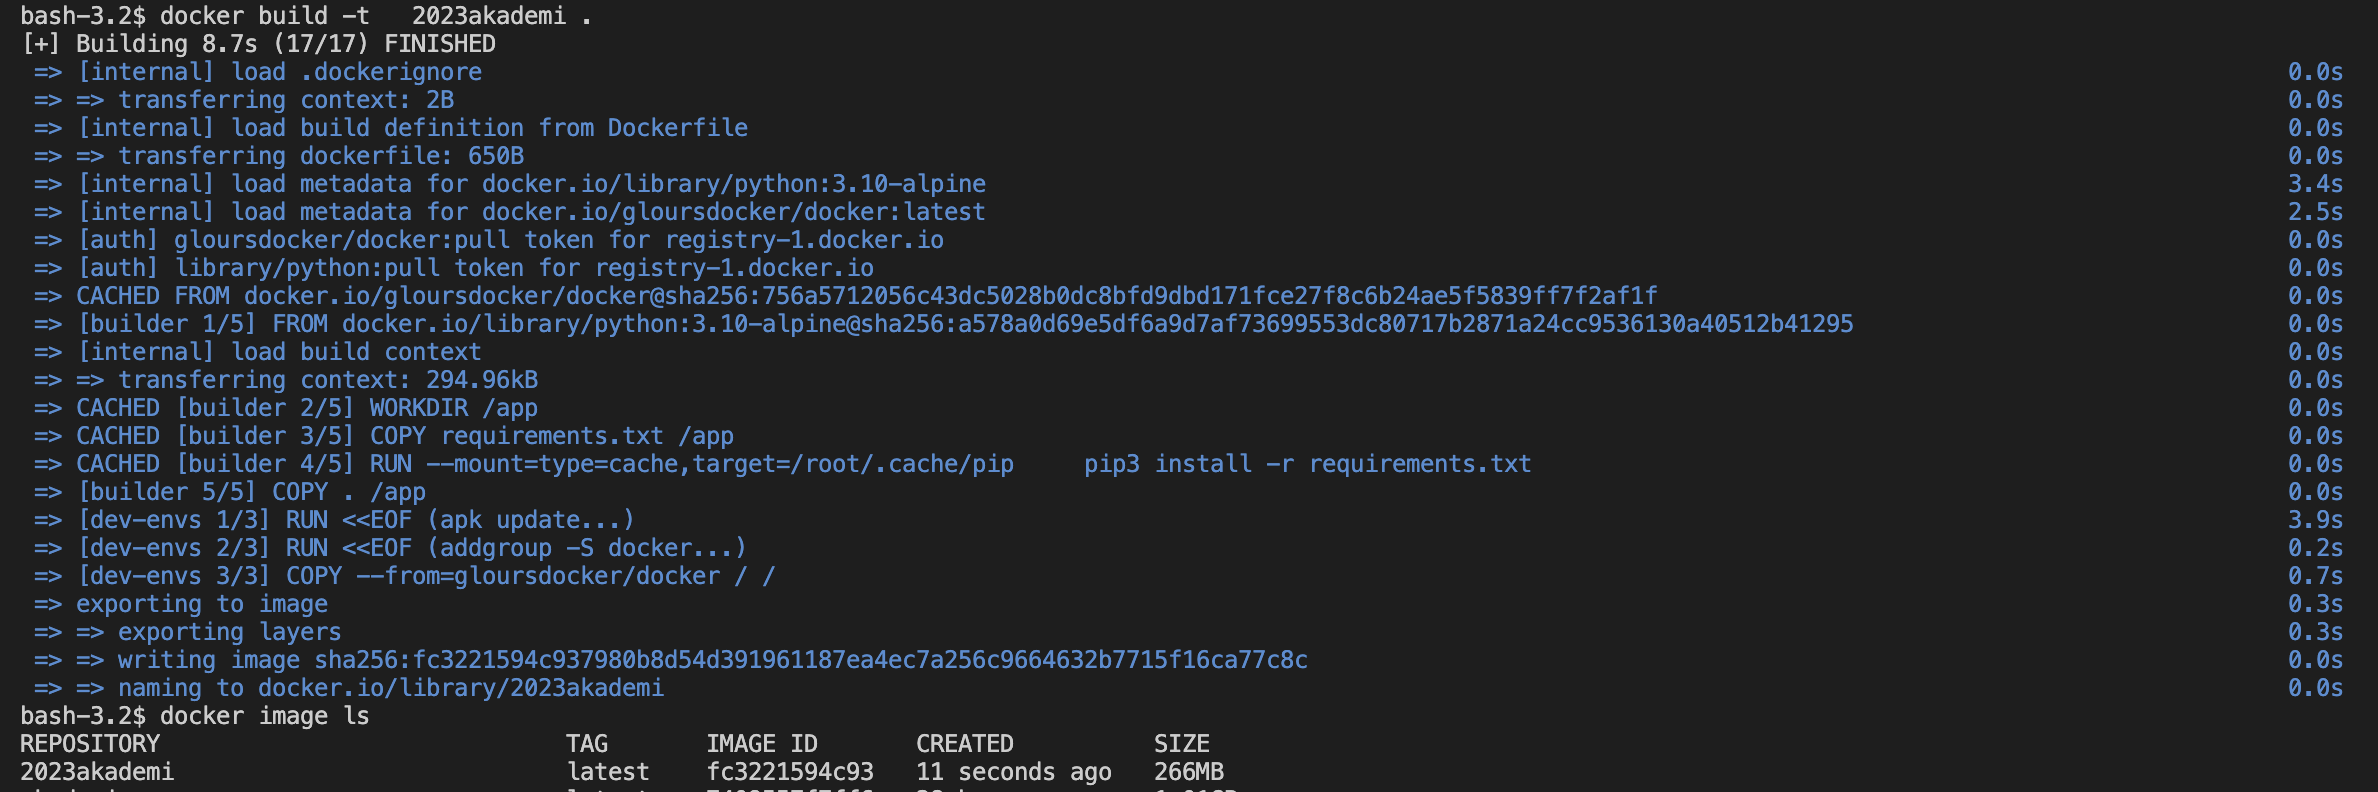 bash-3.2$ docker build -t   2023akademi .
[+] Building 8.7s (17/17) FINISHED
=> [internal] load .dockerignore 0.0s
=> => transferring context: 2B 0.0s
=> [internal] load build definition from Dockerfile 0.0s
=> => transferring dockerfile: 650B 0.0s
=> [internal] load metadata for docker.io/library/python:3.10-alpine 3.4s
=> [internal] load metadata for docker.io/gloursdocker/docker:latest 2.5s
=> [auth] gloursdocker/docker:pull token for registry-1.docker.io 0.0s
=> [auth] library/python:pull token for registry-1.docker.io 0.0s
=> CACHED FROM docker.io/gloursdocker/docker@sha256:756a5712056c43dc5028b0dc8bfd9dbd171fce27f8c6b24ae5f5839ff7f2af1f 0.0s
=> [builder 1/5] FROM docker.io/library/python:3.10-alpine@sha256:a578a0d69e5df6a9d7af73699553dc80717b2871a24cc9536130a40512b41295 0.0s
=> [internal] load build context 0.0s
=> => transferring context: 294.96kB 0.0s
=> CACHED [builder 2/5] WORKDIR /app 0.0s
=> CACHED [builder 3/5] COPY requirements.txt /app 0.0s
=> CACHED [builder 4/5] RUN --mount=type=cache,target=/root/.cache/pip     pip3 install -r requirements.txt 0.0s
=> [builder 5/5] COPY . /app 0.0s
=> [dev-envs 1/3] RUN <<EOF (apk update...) 3.9s
=> [dev-envs 2/3] RUN <<EOF (addgroup -S docker...) 0.2s
=> [dev-envs 3/3] COPY --from=gloursdocker/docker / / 0.7s
=> exporting to image 0.3s
=> => exporting layers 0.3s
=> => writing image sha256:fc3221594c937980b8d54d391961187ea4ec7a256c9664632b7715f16ca77c8c 0.0s
=> => naming to docker.io/library/2023akademi 0.0s
bash-3.2$ docker image ls
REPOSITORY TAG IMAGE ID CREATED SIZE
2023akademi latest fc3221594c93 11 seconds ago 266MB